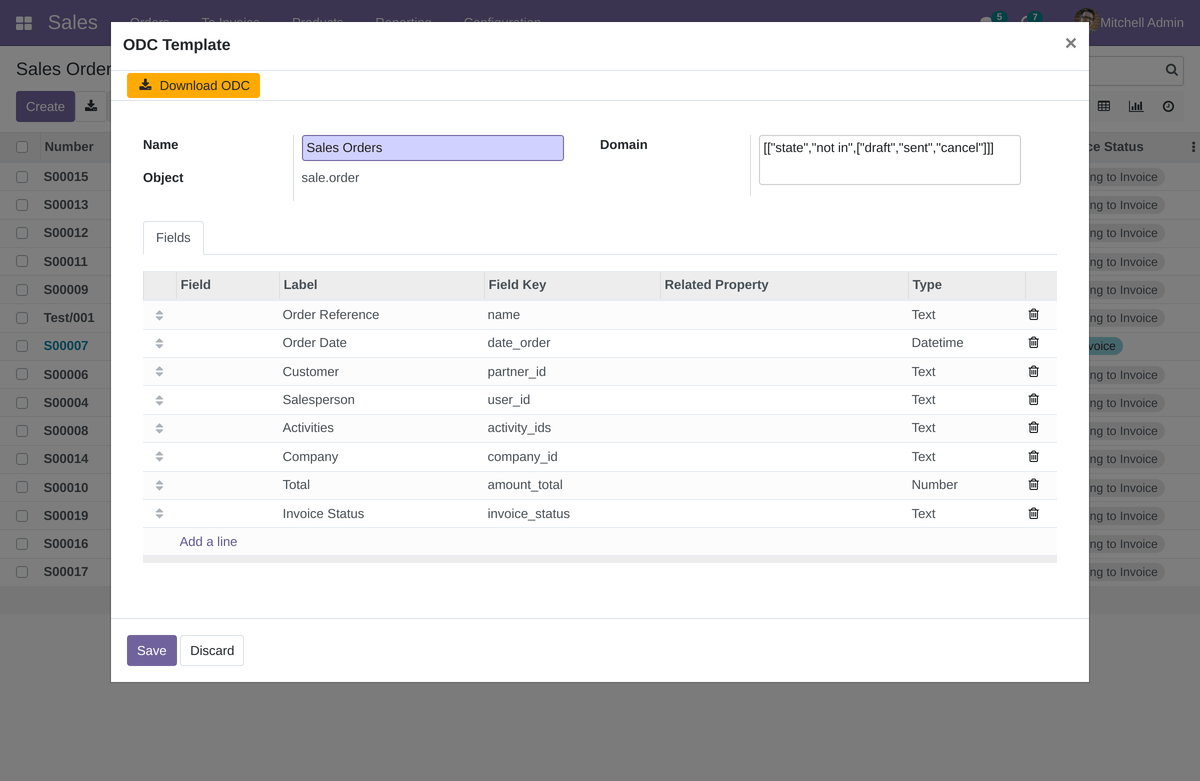 Sales Orders To Invoice Products Reporting Configuration 5 7 Mitchell Admin
ODC Template ×
Sales Order
Download ODC
Create
Name Sales Orders Domain [["state","not in",["draft","sent","cancel"]]]
Number Status
Object sale.order
S00015 ng to Invoice
S00013 ng to Invoice
S00012 ng to Invoice
Fields
S00011 ng to Invoice
S00009 ng to Invoice
Field Label Field Key Related Property Type
Test/001 ng to Invoice
Order Reference name Text
S00007 voice
Order Date date_order Datetime
S00006 ng to Invoice
Customer partner_id Text
S00004 ng to Invoice
Salesperson user_id Text
S00008 ng to Invoice
Activities activity_ids Text
S00014 ng to Invoice
Company company_id Text
S00010 ng to Invoice
Total amount_total Number
S00019 ng to Invoice
Invoice Status invoice_status Text
S00016 ng to Invoice
Add a line
S00017 ng to Invoice
Save Discard